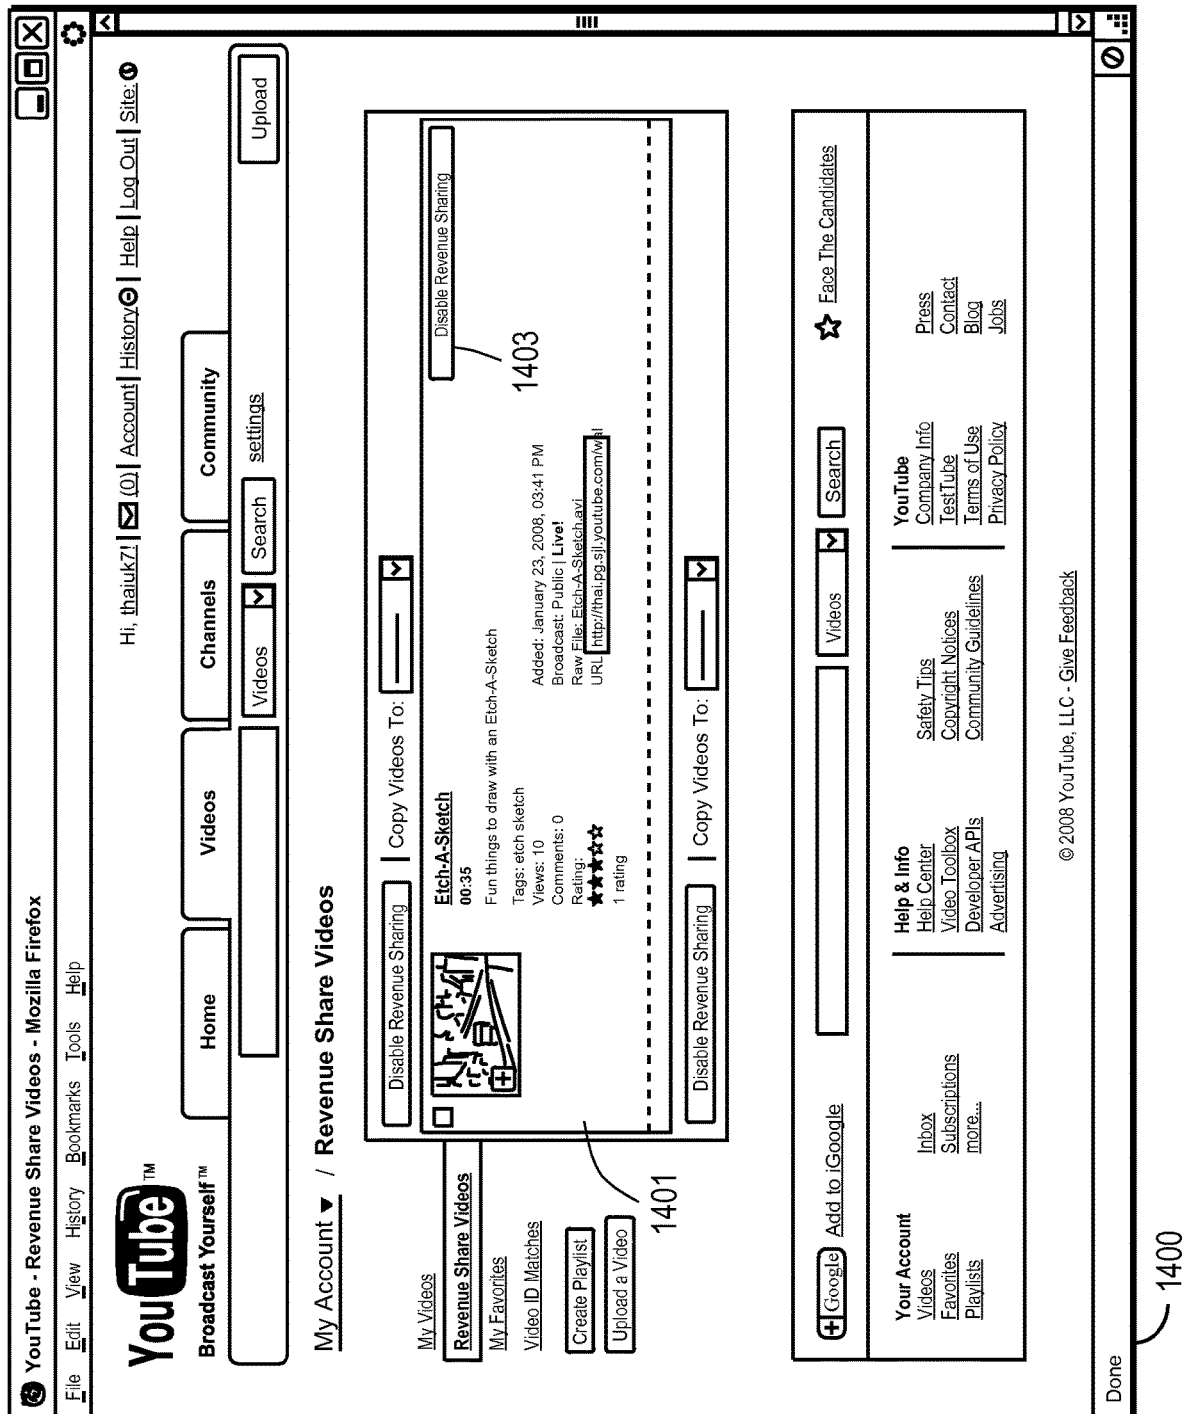 YouTube - Revenue Share Videos - Mozilla Firefox
File Edit View History Bookmarks Tools Help
Hi, thaiuk7! | (0) | Account | History | Help | Log Out | Site:
YouTube™
Broadcast Yourself™
Home Videos Channels Community
Videos Search settings Upload
My Account / Revenue Share Videos
My Videos
Revenue Share Videos
My Favorites
Video ID Matches
Create Playlist
Upload a Video
Disable Revenue Sharing | Copy Videos To:
Etch-A-Sketch
00:35
Fun things to draw with an Etch-A-Sketch
Tags: etch sketch
Views: 10
Comments: 0
Rating:
1 rating
Added: January 23, 2008, 03:41 PM
Broadcast: Public | Live!
Raw File: Etch-A-Sketch.avi
URL http://thai.pg.sjl.youtube.com/wat
Disable Revenue Sharing
1403
1401
Disable Revenue Sharing | Copy Videos To:
Google Add to iGoogle Videos Search Face The Candidates
Your Account
Videos
Favorites
Playlists
Inbox
Subscriptions
more...
Help & Info
Help Center
Video Toolbox
Developer APIs
Advertising
Safety Tips
Copyright Notices
Community Guidelines
YouTube
Company Info
TestTube
Terms of Use
Privacy Policy
Press
Contact
Blog
Jobs
© 2008 YouTube, LLC - Give Feedback
Done
1400